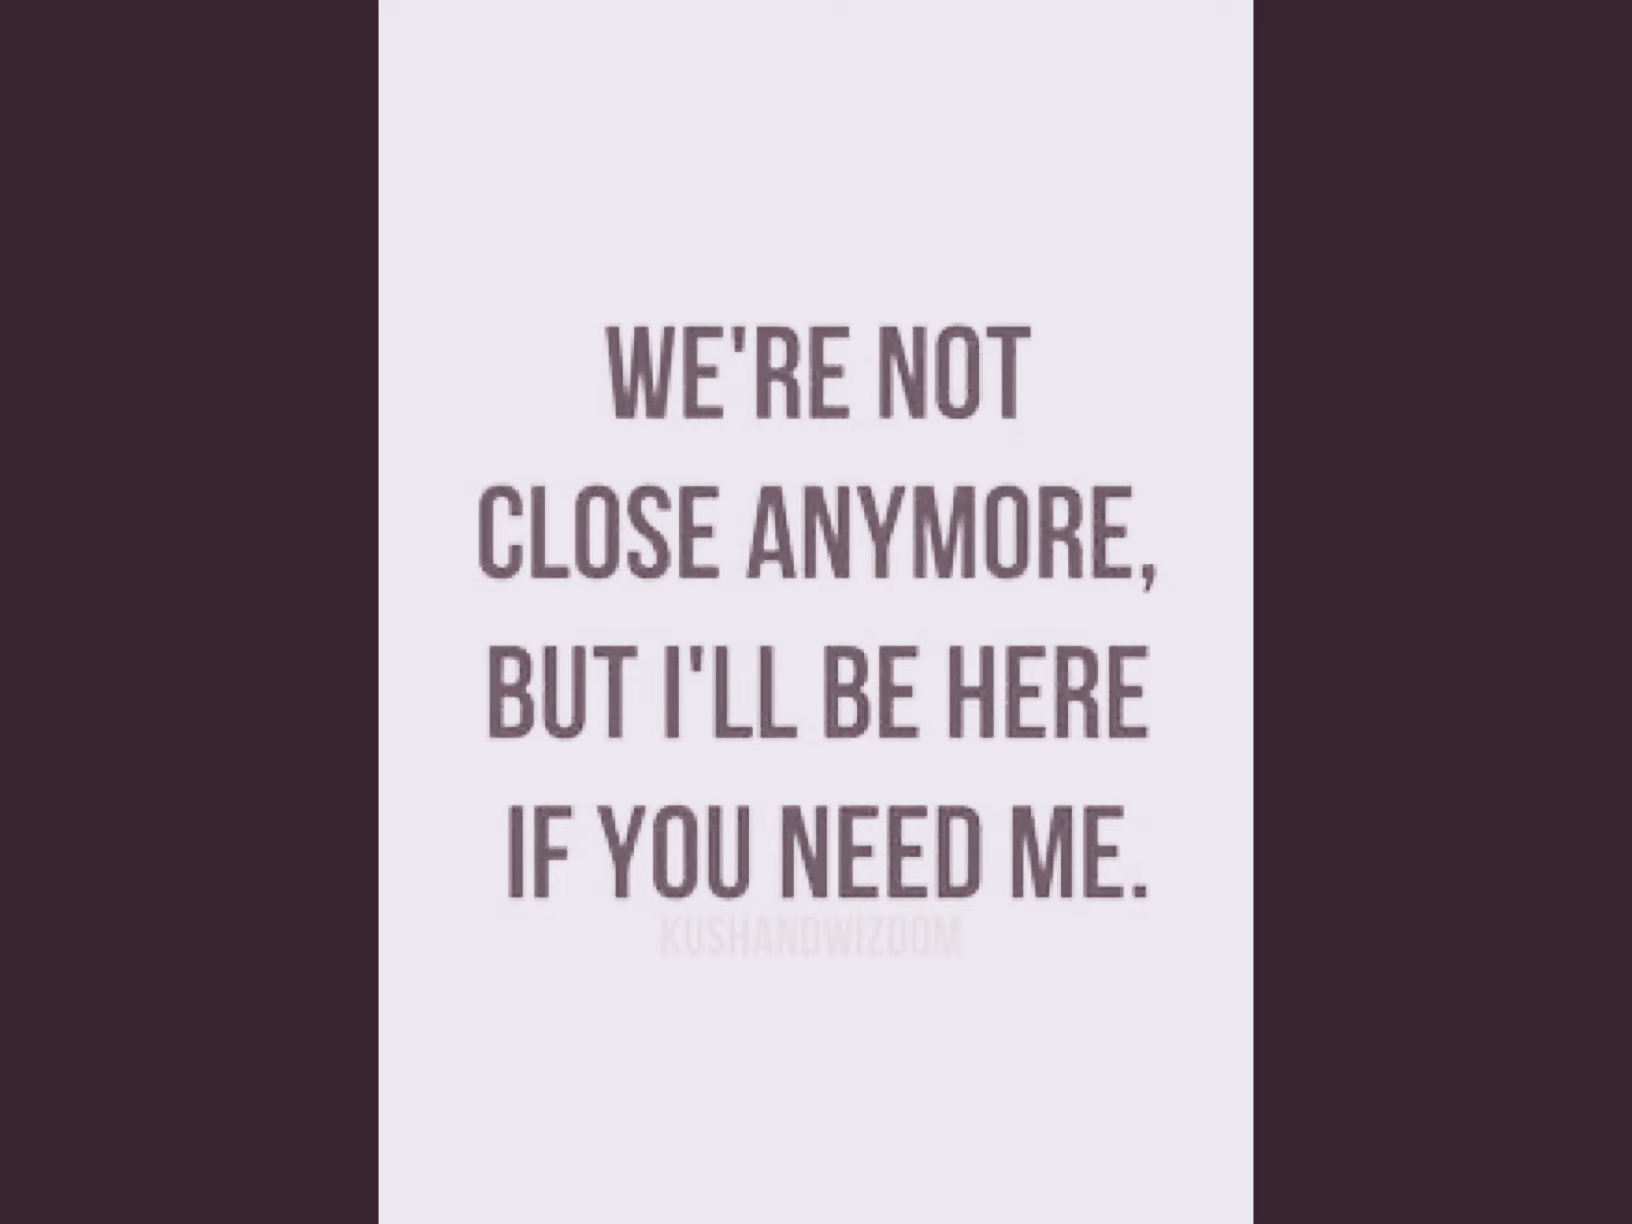 WE'RE NOT
CLOSE ANYMORE,
BUT I'LL BE HERE
IF YOU NEED ME.
KUSHANDWIZDOM